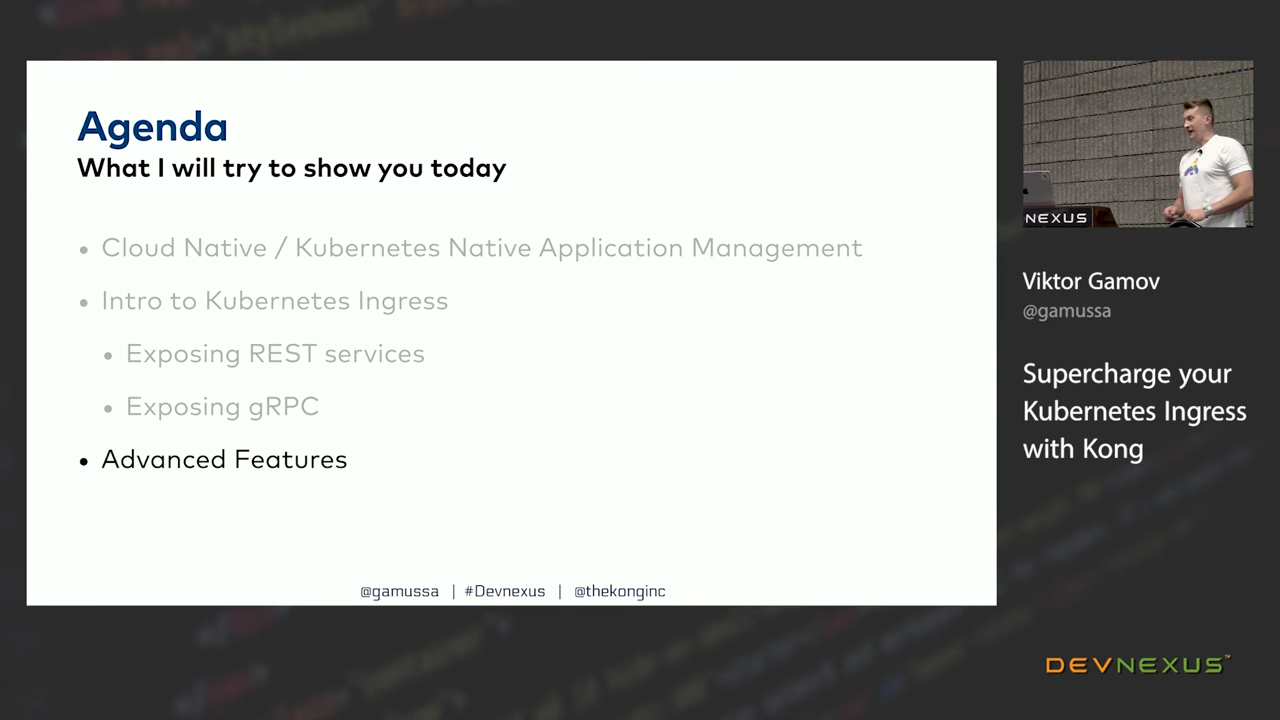 Agenda
What I will try to show you today
• Cloud Native / Kubernetes Native Application Management
• Intro to Kubernetes Ingress
• Exposing REST services
• Exposing gRPC
• Advanced Features
@gamussa | #Devnexus | @thekonginc
NEXUS
Viktor Gamov
@gamussa
Supercharge your
Kubernetes Ingress
with Kong
DEVNEXUS™